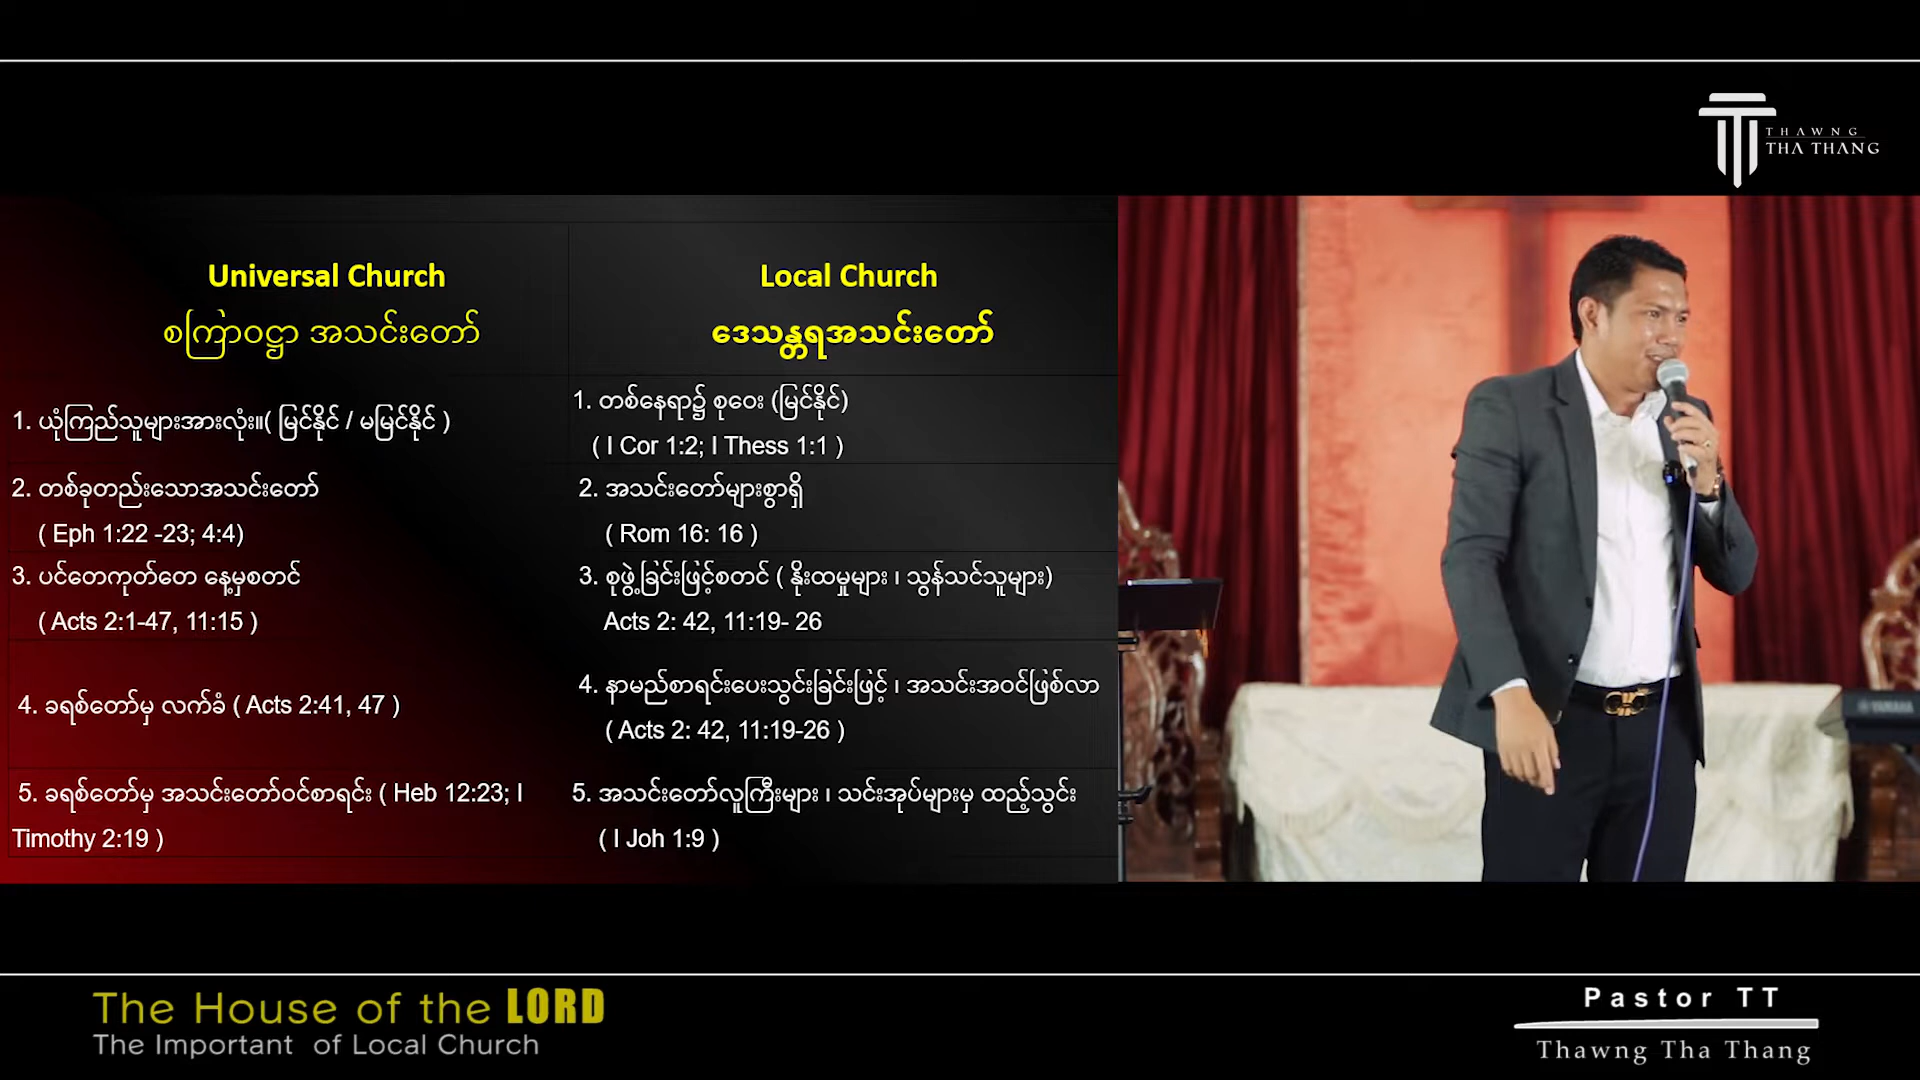 THAWNG
THA THANG
Universal Church
စကြာဝဠာ အသင်းတော်
1. ယုံကြည်သူများအားလုံး။( မြင်နိုင် / မမြင်နိုင် )
2. တစ်ခုတည်းသောအသင်းတော်
( Eph 1:22 -23; 4:4)
3. ပင်တေကုတ်တေ နေ့မှစတင်
( Acts 2:1-47, 11:15 )
4. ခရစ်တော်မှ လက်ခံ ( Acts 2:41, 47 )
5. ခရစ်တော်မှ အသင်းတော်ဝင်စာရင်း ( Heb 12:23; I
Timothy 2:19 )
Local Church
ဒေသန္တရအသင်းတော်
1. တစ်နေရာ၌ စုဝေး (မြင်နိုင်)
( I Cor 1:2; I Thess 1:1 )
2. အသင်းတော်များစွာရှိ
( Rom 16: 16 )
3. စုဖွဲ့ခြင်းဖြင့်စတင် ( နိုးထမှုများ ၊ သွန်သင်သူများ)
Acts 2: 42, 11:19- 26
4. နာမည်စာရင်းပေးသွင်းခြင်းဖြင့် ၊ အသင်းအဝင်ဖြစ်လာ
( Acts 2: 42, 11:19-26 )
5. အသင်းတော်လူကြီးများ ၊ သင်းအုပ်များမှ ထည့်သွင်း
( I Joh 1:9 )
YAMAHA
The House of the LORD
The Important of Local Church
Pastor TT
Thawng Tha Thang